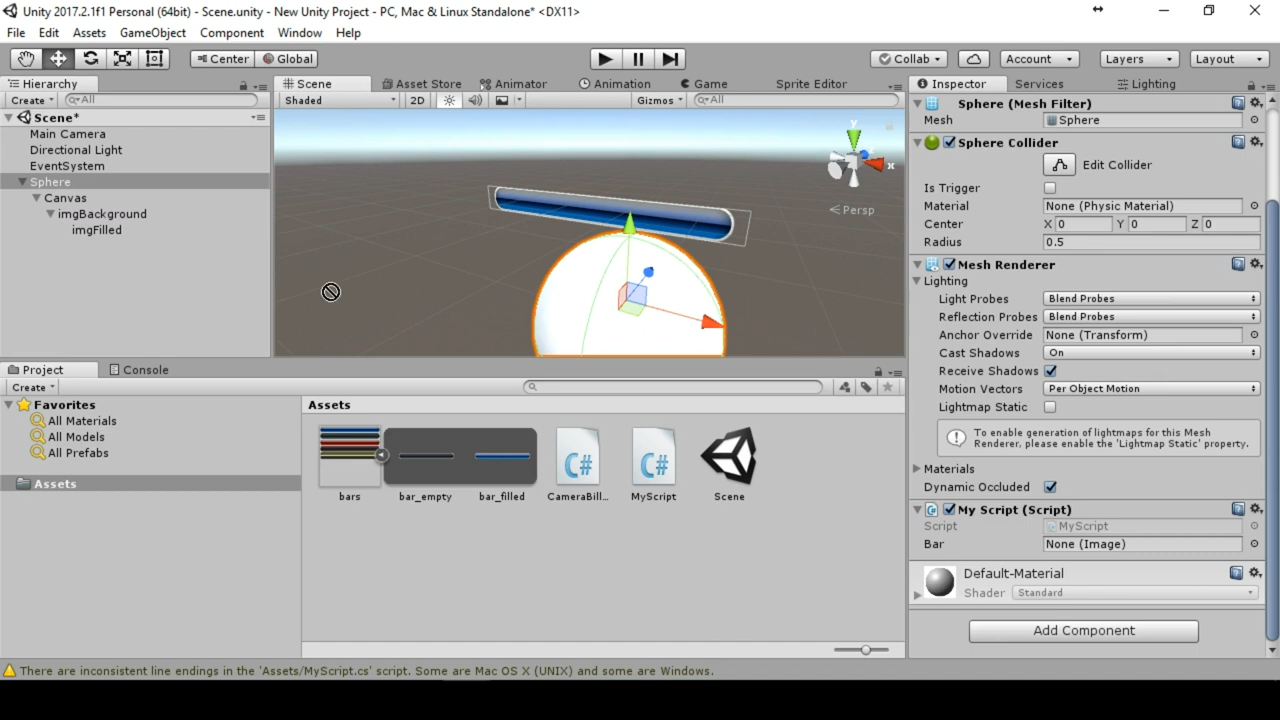 Unity 2017.2.1f1 Personal (64bit) - Scene.unity - New Unity Project - PC, Mac & Linux Standalone* <DX11>
File Edit Assets GameObject Component Window Help
Center Global Collab Account Layers Layout
Hierarchy
Create All
Scene*
Main Camera
Directional Light
EventSystem
Sphere
Canvas
imgBackground
imgFilled
Scene Asset Store Animator Animation Game Sprite Editor
Shaded 2D Gizmos All
y
x
Persp
Inspector Services Lighting
Sphere (Mesh Filter)
Mesh Sphere
Sphere Collider
Edit Collider
Is Trigger
Material None (Physic Material)
Center X 0 Y 0 Z 0
Radius 0.5
Mesh Renderer
Lighting
Light Probes Blend Probes
Reflection Probes Blend Probes
Anchor Override None (Transform)
Cast Shadows On
Receive Shadows
Motion Vectors Per Object Motion
Lightmap Static
To enable generation of lightmaps for this Mesh
Renderer, please enable the 'Lightmap Static' property.
Materials
Dynamic Occluded
My Script (Script)
Script MyScript
Bar None (Image)
Default-Material
Shader Standard
Add Component
Project Console
Create
Favorites
All Materials
All Models
All Prefabs
Assets
Assets
C# C#
bars bar_empty bar_filled CameraBill... MyScript Scene
There are inconsistent line endings in the 'Assets/MyScript.cs' script. Some are Mac OS X (UNIX) and some are Windows.